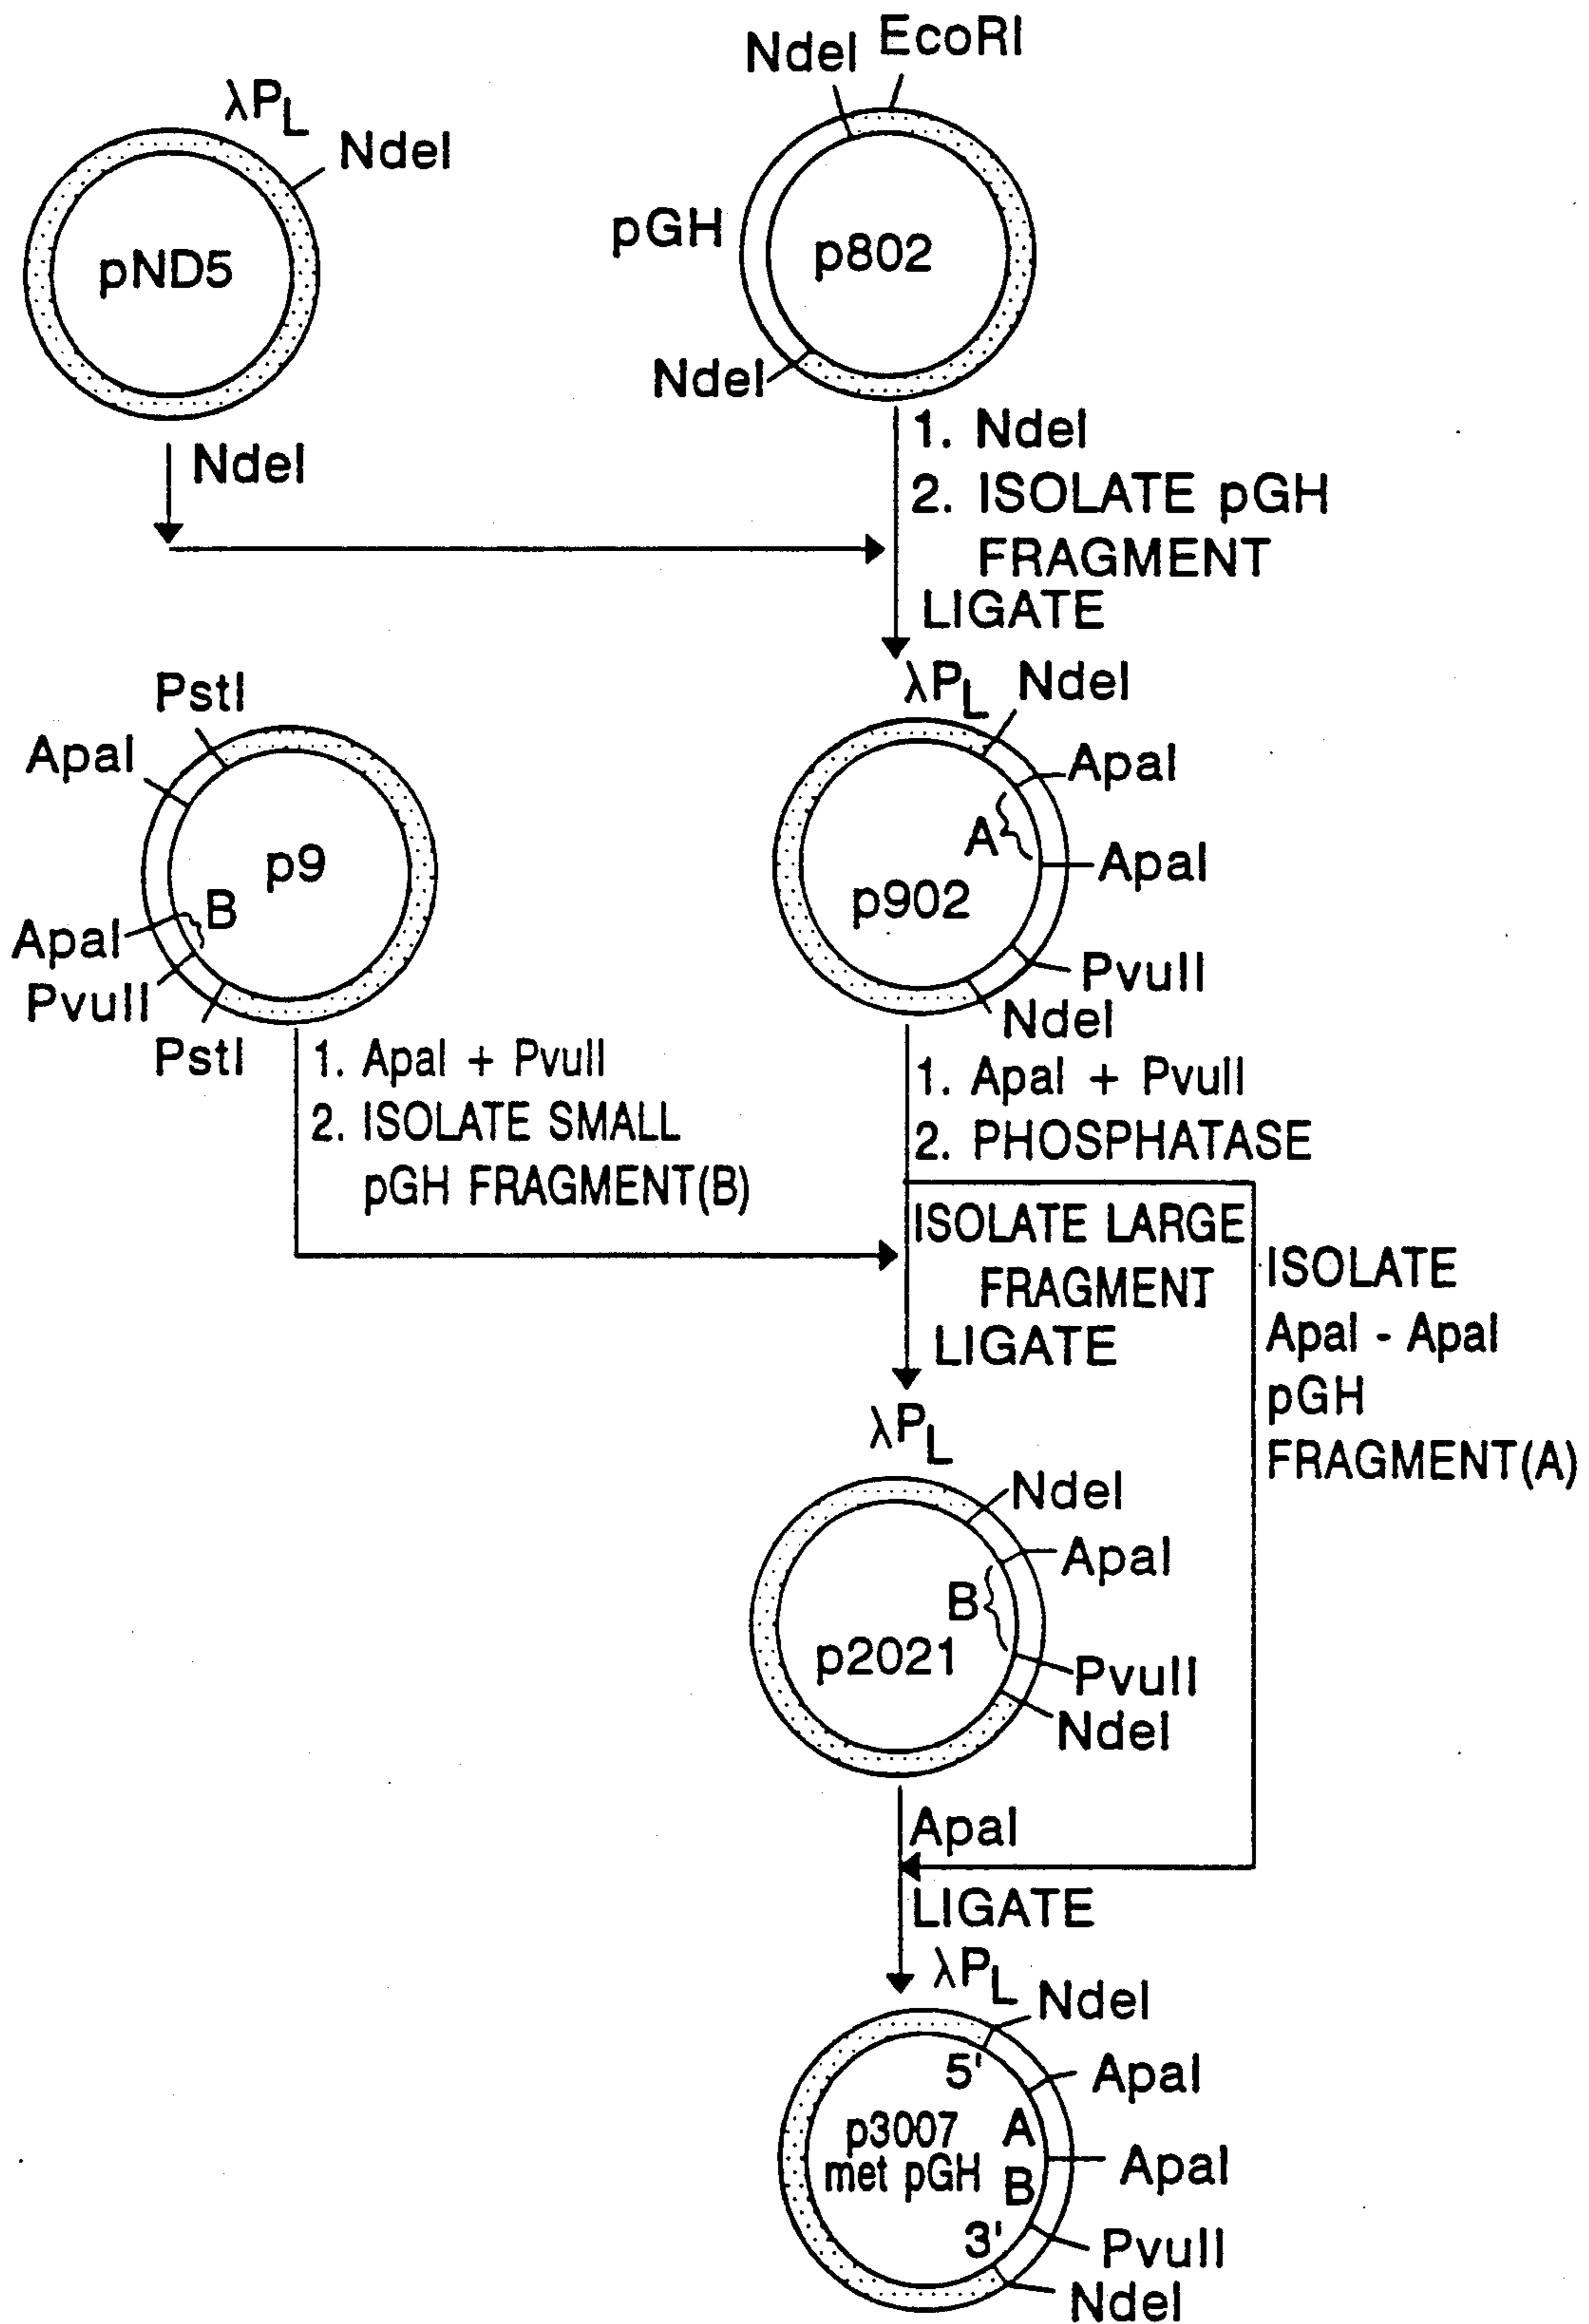 λPL
NdeI
pND5
NdeI
NdeI EcoRI
pGH
p802
NdeI
1. NdeI
2. ISOLATE pGH
FRAGMENT
LIGATE
PstI
ApaI
p9
B
ApaI
PvuII
PstI
λPL NdeI
ApaI
A
ApaI
p902
PvuII
NdeI
1. ApaI + PvuII
2. ISOLATE SMALL
pGH FRAGMENT(B)
1. ApaI + PvuII
2. PHOSPHATASE
ISOLATE LARGE
FRAGMENT
LIGATE
ISOLATE
ApaI - ApaI
pGH
FRAGMENT(A)
λPL
NdeI
ApaI
B
p2021
PvuII
NdeI
ApaI
LIGATE
λPL NdeI
5'
ApaI
p3007 A
met pGH B
ApaI
3'
PvuII
NdeI